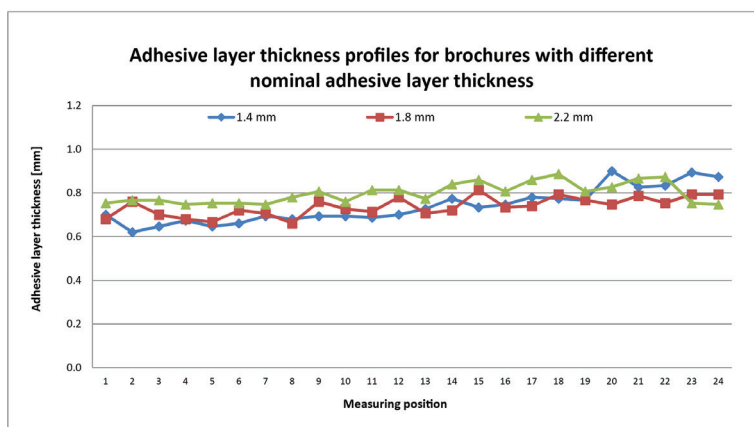 Adhesive layer thickness profiles for brochures with different
nominal adhesive layer thickness
1.2
1.4 mm 1.8 mm 2.2 mm
1.0
0.8
0.6
0.4
0.2
0.0
Adhesive layer thickness [mm]
1 2 3 4 5 6 7 8 9 10 11 12 13 14 15 16 17 18 19 20 21 22 23 24
Measuring position